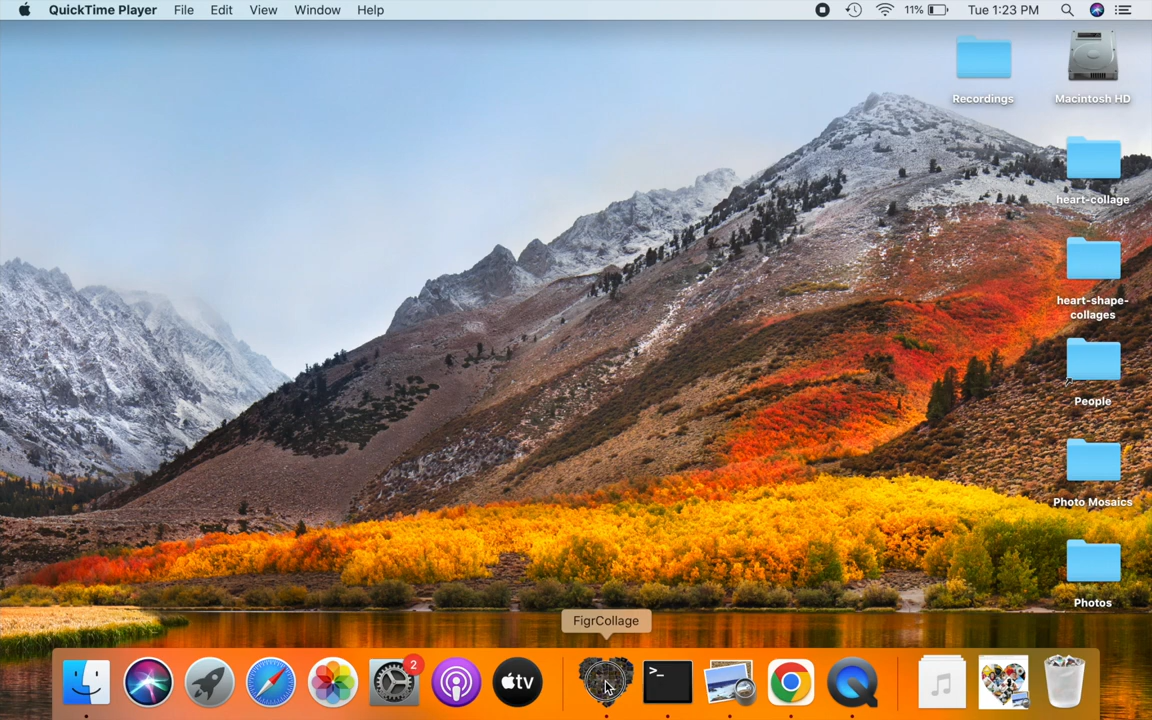 QuickTime Player File Edit View Window Help 11% Tue 1:23 PM
Recordings
Macintosh HD
heart-collage
heart-shape-
collages
People
Photo Mosaics
Photos
FigrCollage
2
>_
tv